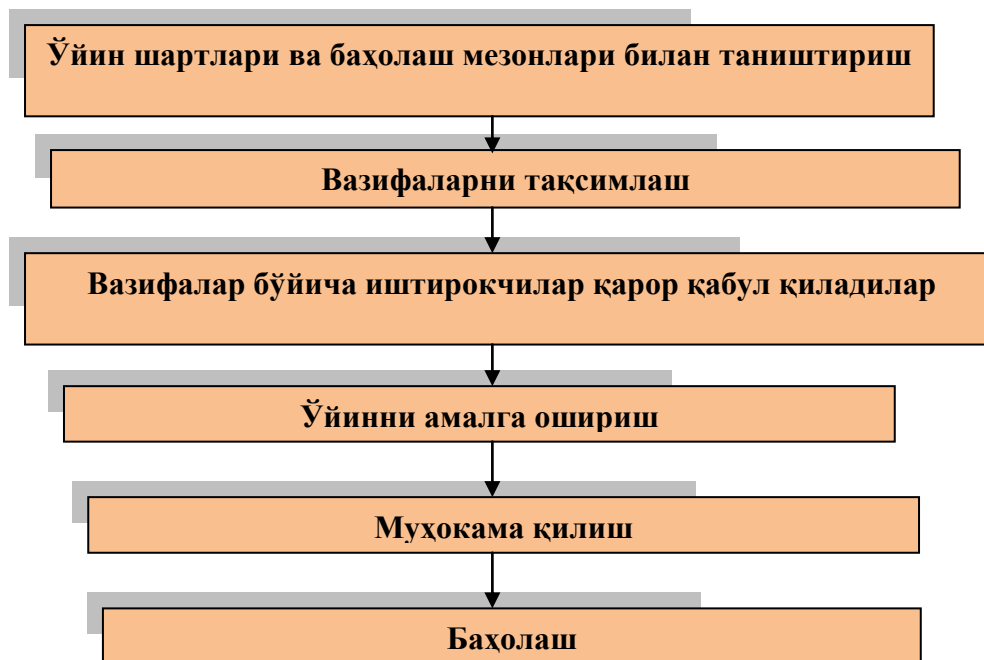 Ўйин шартлари ва баҳолаш мезонлари билан таништириш
Вазифаларни тақсимлаш
Вазифалар бўйича иштирокчилар қарор қабул қиладилар
Ўйинни амалга ошириш
Муҳокама қилиш
Баҳолаш